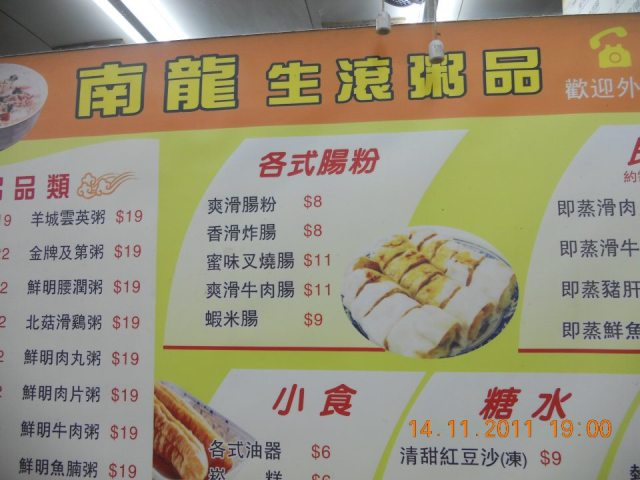 南龍 生滾粥品
歡迎外
品類
羊城雲英粥 $19
金牌及第粥 $19
鮮明腰潤粥 $19
北菇滑鷄粥 $19
鮮明肉丸粥 $19
鮮明肉片粥 $19
鮮明牛肉粥 $19
鮮明魚腩粥 $19
各式腸粉
爽滑腸粉 $8
香滑炸腸 $8
蜜味叉燒腸 $11
爽滑牛肉腸 $11
蝦米腸 $9
即蒸滑肉
即蒸滑牛
即蒸豬肝
即蒸鮮魚
小食
各式油器 $6
糖水
清甜紅豆沙(凍) $9
14.11.2011 19:00